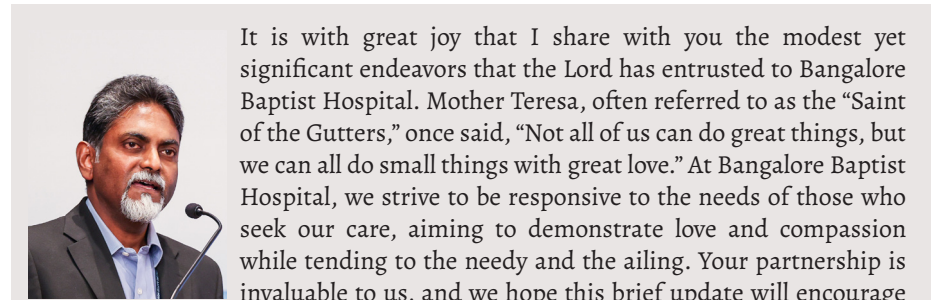 It is with great joy that I share with you the modest yet
significant endeavors that the Lord has entrusted to Bangalore
Baptist Hospital. Mother Teresa, often referred to as the “Saint
of the Gutters,” once said, “Not all of us can do great things, but
we can all do small things with great love.” At Bangalore Baptist
Hospital, we strive to be responsive to the needs of those who
seek our care, aiming to demonstrate love and compassion
while tending to the needy and the ailing. Your partnership is
invaluable to us, and we hope this brief update will encourage